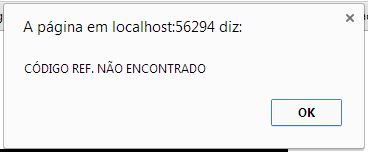 A página em localhost:56294 diz:
CÓDIGO REF. NÃO ENCONTRADO
OK